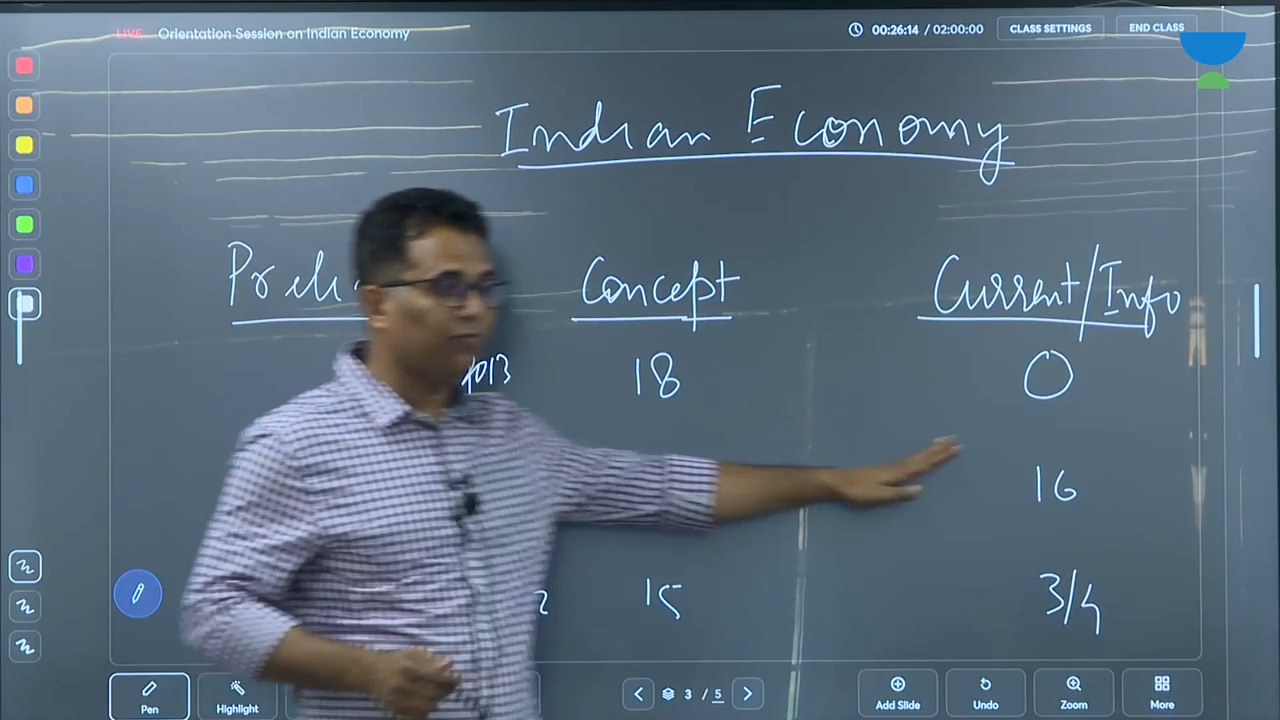 LIVE Orientation Session on Indian Economy
00:26:14 / 02:00:00
CLASS SETTINGS
END CLASS
Indian Economy
Concept
Current/Info
2013 18 0
16
15 3/4
Pen
Highlight
3 / 5
Add Slide
Undo
Zoom
More